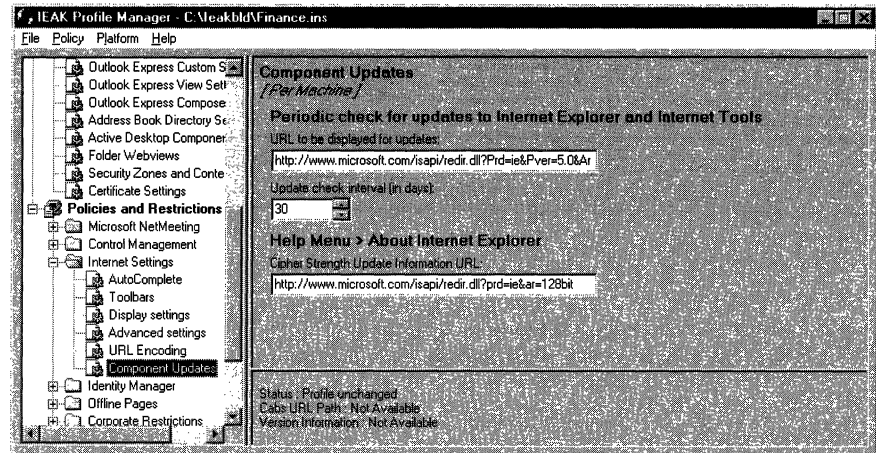 IEAK Profile Manager - C:\Ieakbld\Finance.ins
File Policy Platform Help
Outlook Express Custom S
Outlook Express View Sett
Outlook Express Compose
Address Book Directory Se
Active Desktop Componer
Folder Webviews
Security Zones and Conte
Certificate Settings
Policies and Restrictions
Microsoft NetMeeting
Control Management
Internet Settings
AutoComplete
Toolbars
Display settings
Advanced settings
URL Encoding
Component Updates
Identity Manager
Offline Pages
Corporate Restrictions
Component Updates
[Per Machine]
Periodic check for updates to Internet Explorer and Internet Tools
URL to be displayed for updates:
http://www.microsoft.com/isapi/redir.dll?Prd=ie&Pver=5.0&Ar
Update check interval (in days):
30
Help Menu > About Internet Explorer
Cipher Strength Update Information URL:
http://www.microsoft.com/isapi/redir.dll?prd=ie&ar=128bit
Status : Profile unchanged
Cabs URL Path : Not Available
Version Information : Not Available